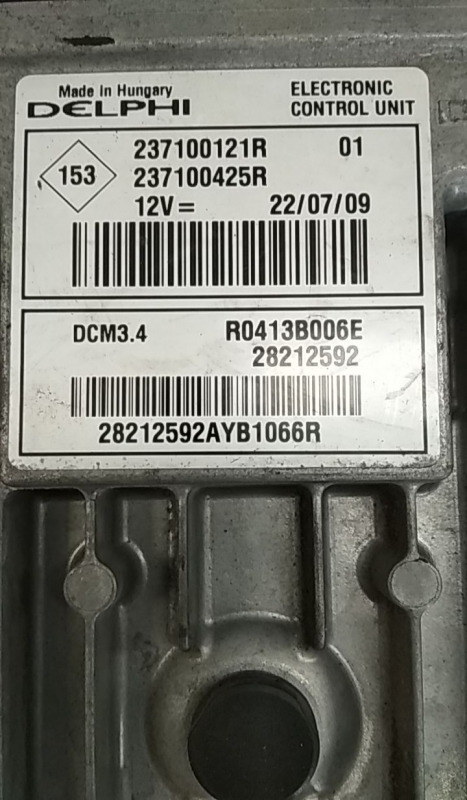 Made In Hungary
DELPHI
ELECTRONIC
CONTROL UNIT
153
237100121R 01
237100425R
12V = 22/07/09
DCM3.4 R0413B006E
28212592
28212592AYB1066R